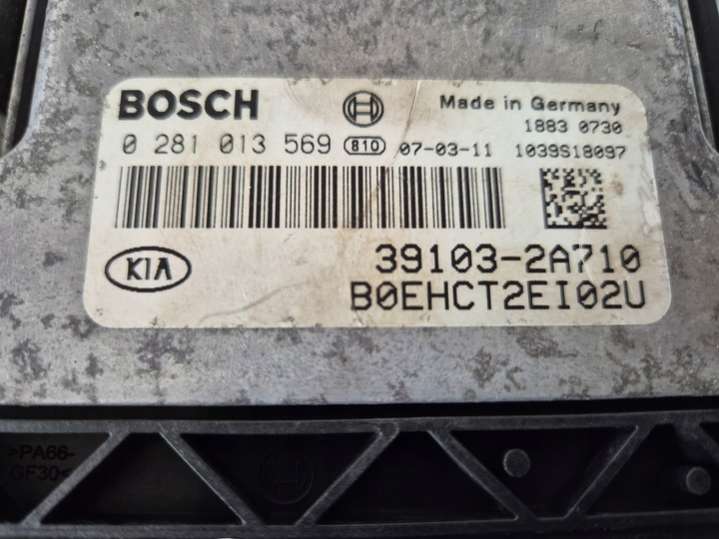 BOSCH
Made in Germany
1883 0730
0 281 013 569 810 07-03-11 1039S18097
KIA
39103-2A710
B0EHCT2EI02U
>PA66-
GF30<